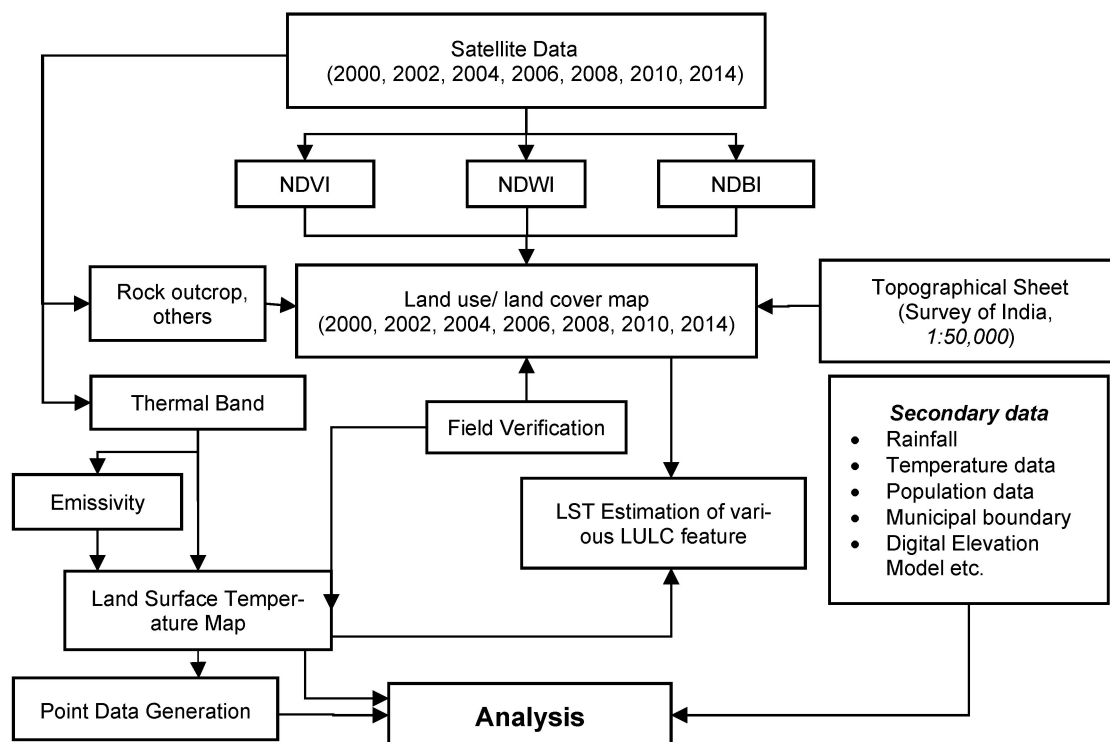 Satellite Data
(2000, 2002, 2004, 2006, 2008, 2010, 2014)
NDVI
NDWI
NDBI
Rock outcrop,
others
Land use/ land cover map
(2000, 2002, 2004, 2006, 2008, 2010, 2014)
Topographical Sheet
(Survey of India,
1:50,000)
Thermal Band
Field Verification
Secondary data
• Rainfall
• Temperature data
• Population data
• Municipal boundary
• Digital Elevation
Model etc.
Emissivity
LST Estimation of vari-
ous LULC feature
Land Surface Temper-
ature Map
Point Data Generation
Analysis